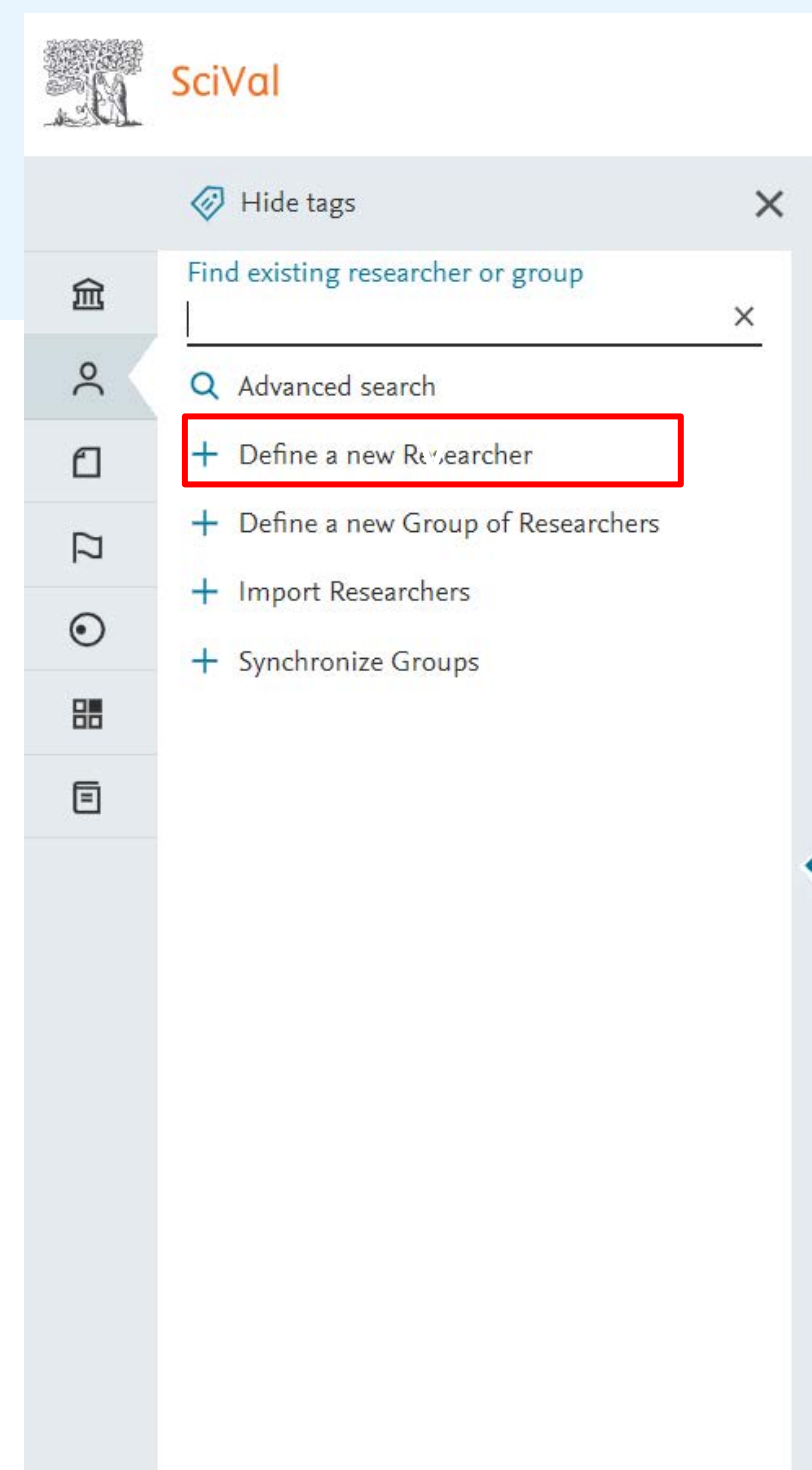 SciVal
Hide tags
Find existing researcher or group
Advanced search
Define a new Researcher
Define a new Group of Researchers
Import Researchers
Synchronize Groups